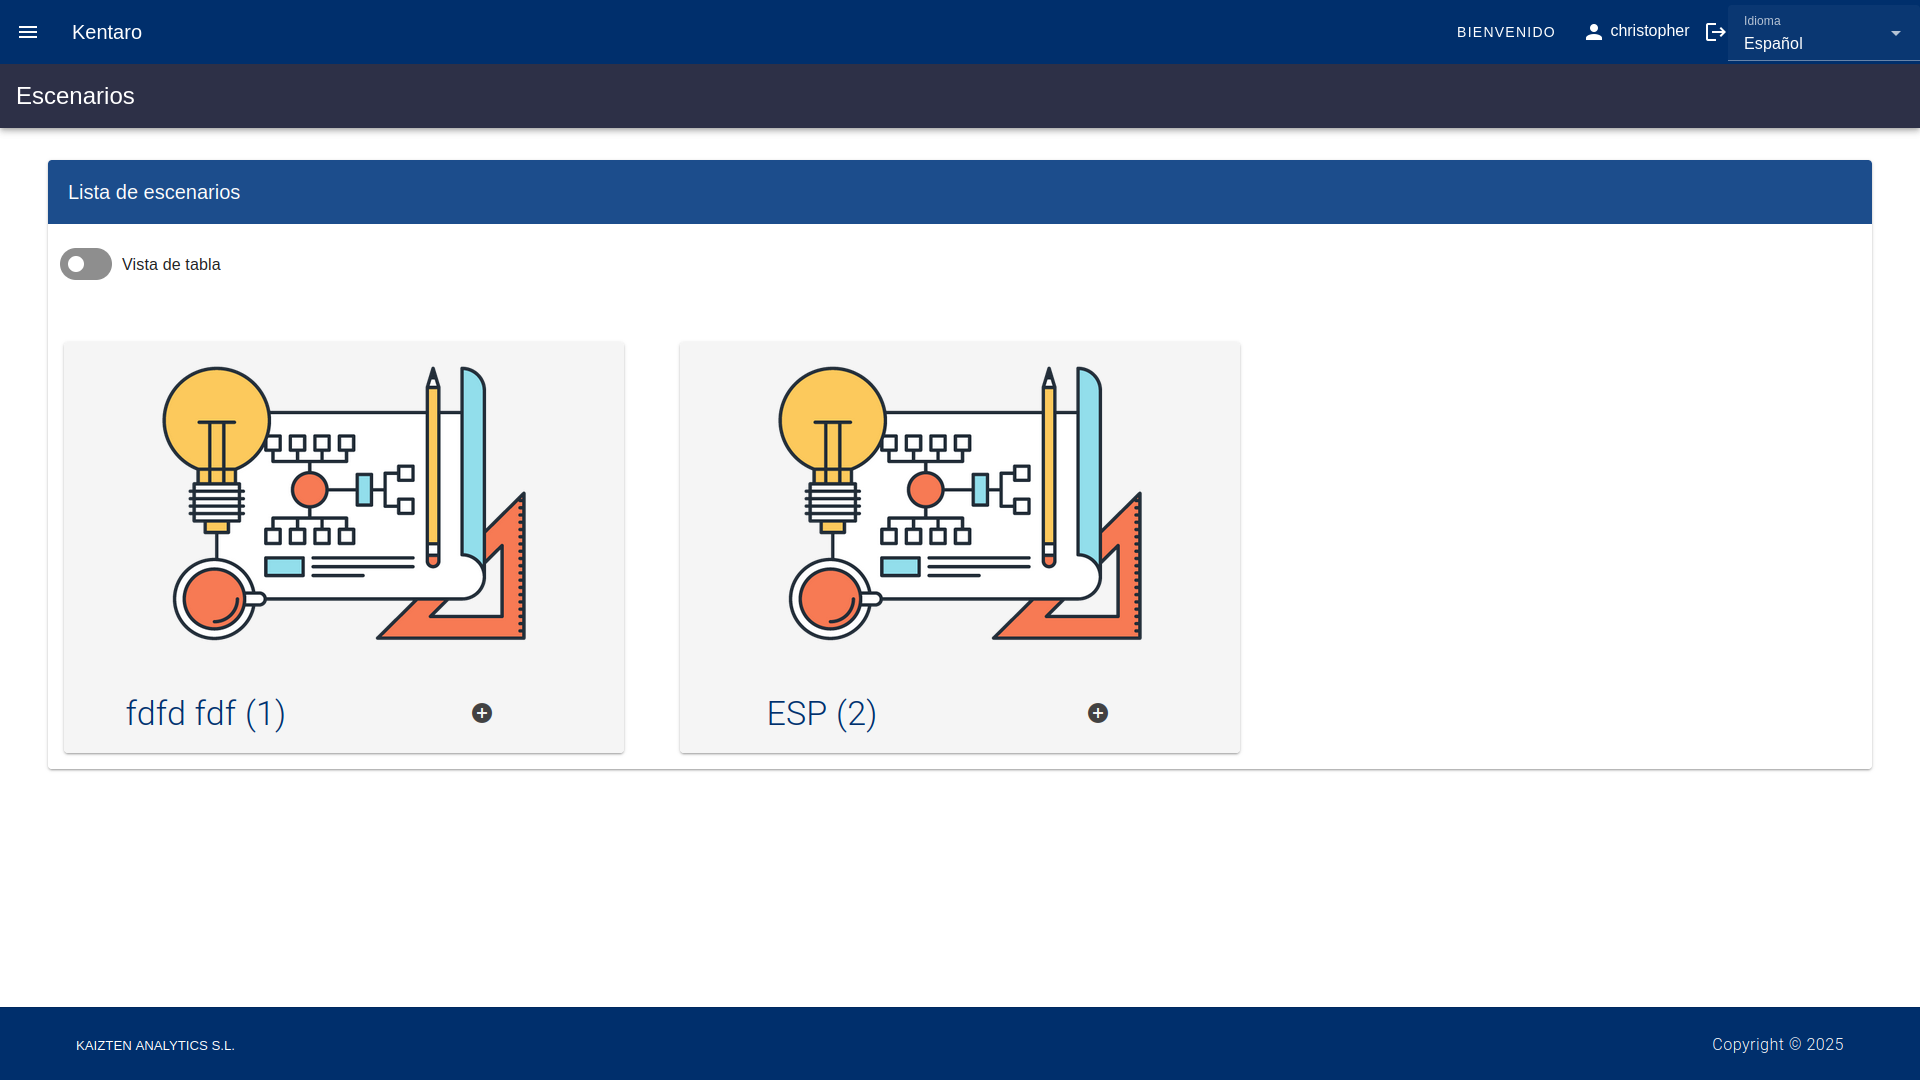 Kentaro
BIENVENIDO
christopher
Idioma
Español
Escenarios
Lista de escenarios
Vista de tabla
fdfd fdf (1)
ESP (2)
KAIZTEN ANALYTICS S.L.
Copyright © 2025